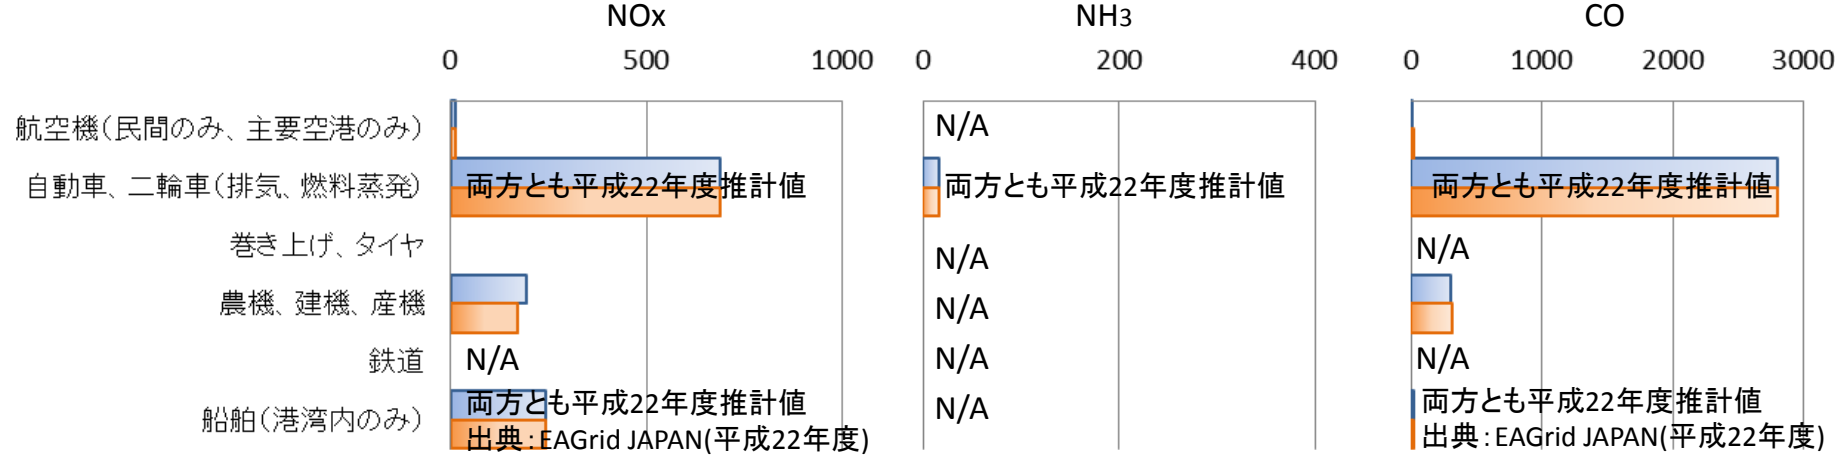 NOx NH3 CO
0 500 1000 0 200 400 0 1000 2000 3000
航空機(民間のみ、主要空港のみ) N/A
自動車、二輪車(排気、燃料蒸発) 両方とも平成22年度推計値 両方とも平成22年度推計値 両方とも平成22年度推計値
巻き上げ、タイヤ N/A N/A
農機、建機、産機 N/A
鉄道 N/A N/A N/A
船舶(港湾内のみ) 両方とも平成22年度推計値 N/A 両方とも平成22年度推計値
出典:EAGrid JAPAN(平成22年度) 出典:EAGrid JAPAN(平成22年度)